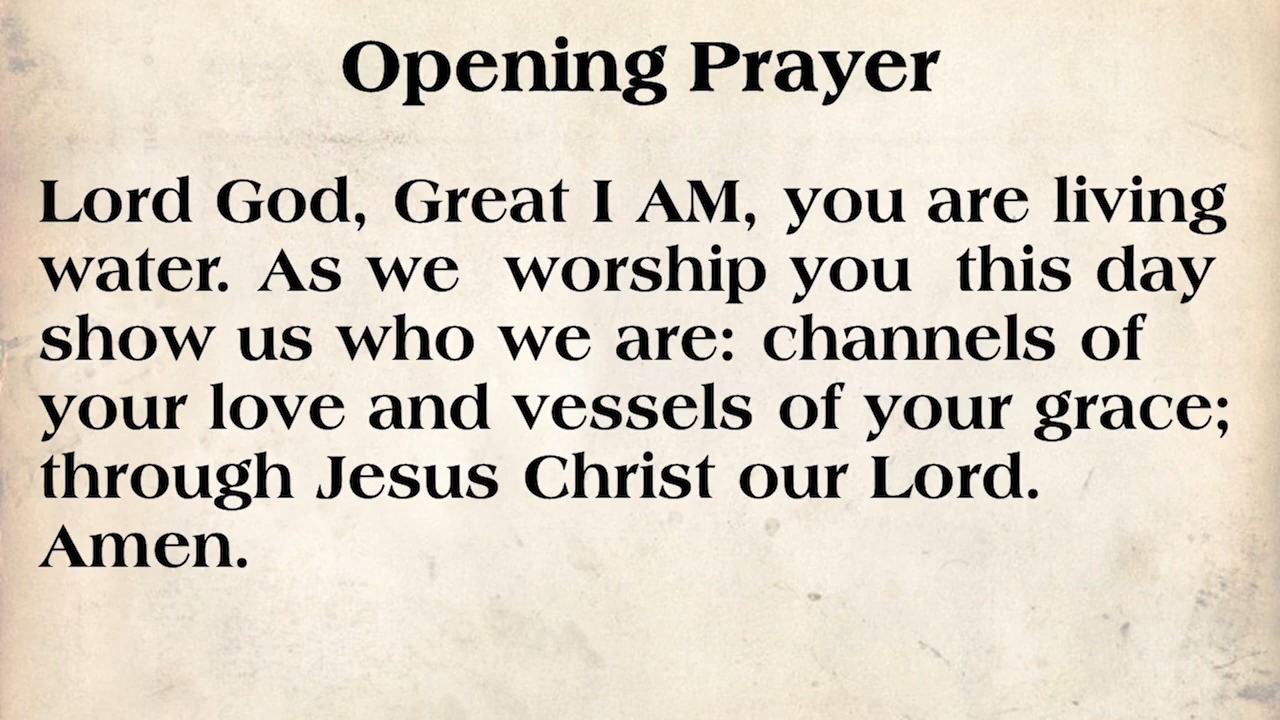 Opening Prayer
Lord God, Great I AM, you are living
water. As we  worship you  this day
show us who we are: channels of
your love and vessels of your grace;
through Jesus Christ our Lord.
Amen.